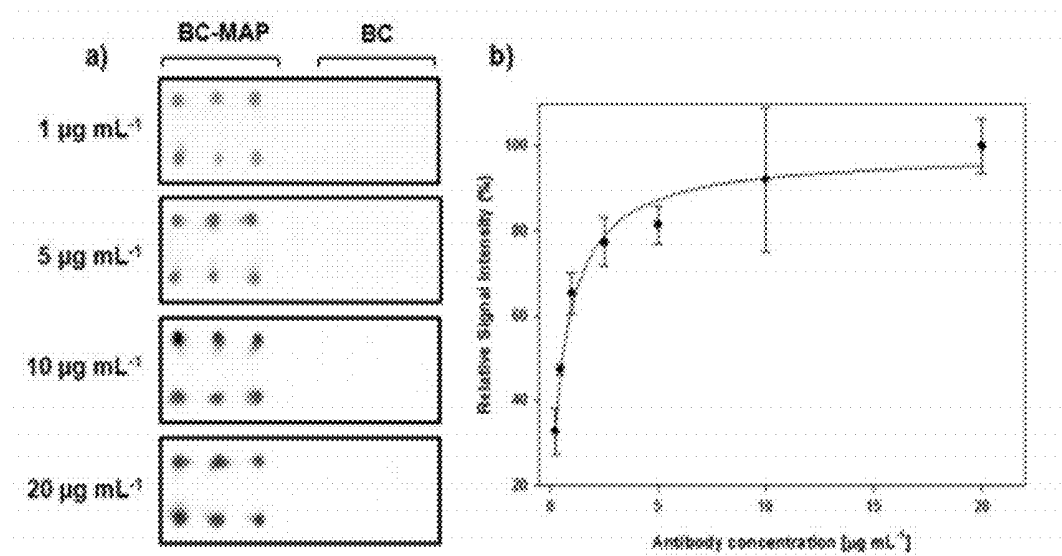 a)
BC-MAP BC
1 µg mL⁻¹
5 µg mL⁻¹
10 µg mL⁻¹
20 µg mL⁻¹
b)
Relative Signal Intensity (%)
100
80
60
40
20
0 5 10 15 20
Antibody concentration [µg mL⁻¹]